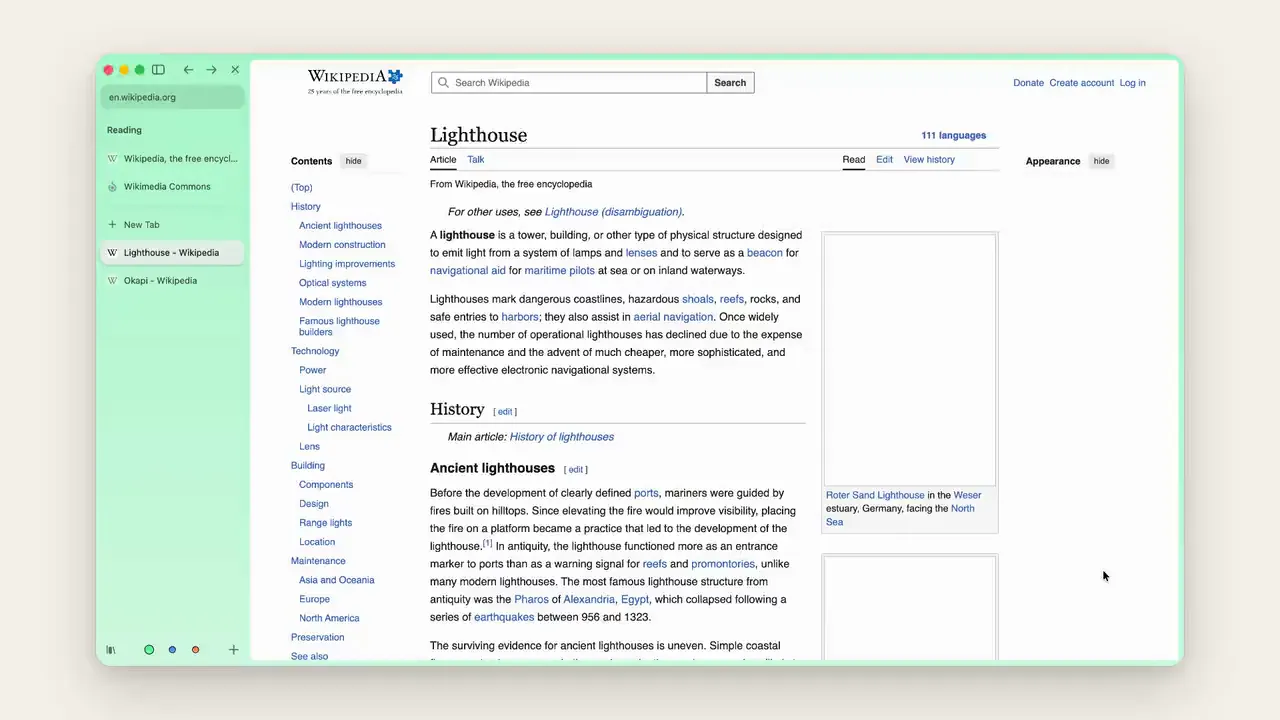 en.wikipedia.org
Reading
Wikipedia, the free encycl...
Wikimedia Commons
New Tab
Lighthouse - Wikipedia
Okapi - Wikipedia
WIKIPEDIA
25 years of the free encyclopedia
Search Wikipedia
Search
Donate Create account Log in
Contents hide
(Top)
History
Ancient lighthouses
Modern construction
Lighting improvements
Optical systems
Modern lighthouses
Famous lighthouse
builders
Technology
Power
Light source
Laser light
Light characteristics
Lens
Building
Components
Design
Range lights
Location
Maintenance
Asia and Oceania
Europe
North America
Preservation
See also
Lighthouse
111 languages
Article Talk
Read Edit View history
From Wikipedia, the free encyclopedia
For other uses, see Lighthouse (disambiguation).
A lighthouse is a tower, building, or other type of physical structure designed
to emit light from a system of lamps and lenses and to serve as a beacon for
navigational aid for maritime pilots at sea or on inland waterways.
Lighthouses mark dangerous coastlines, hazardous shoals, reefs, rocks, and
safe entries to harbors; they also assist in aerial navigation. Once widely
used, the number of operational lighthouses has declined due to the expense
of maintenance and the advent of much cheaper, more sophisticated, and
more effective electronic navigational systems.
History [ edit ]
Main article: History of lighthouses
Ancient lighthouses [ edit ]
Before the development of clearly defined ports, mariners were guided by
fires built on hilltops. Since elevating the fire would improve visibility, placing
the fire on a platform became a practice that led to the development of the
lighthouse.[1] In antiquity, the lighthouse functioned more as an entrance
marker to ports than as a warning signal for reefs and promontories, unlike
many modern lighthouses. The most famous lighthouse structure from
antiquity was the Pharos of Alexandria, Egypt, which collapsed following a
series of earthquakes between 956 and 1323.
The surviving evidence for ancient lighthouses is uneven. Simple coastal
Roter Sand Lighthouse in the Weser
estuary, Germany, facing the North
Sea
Appearance hide